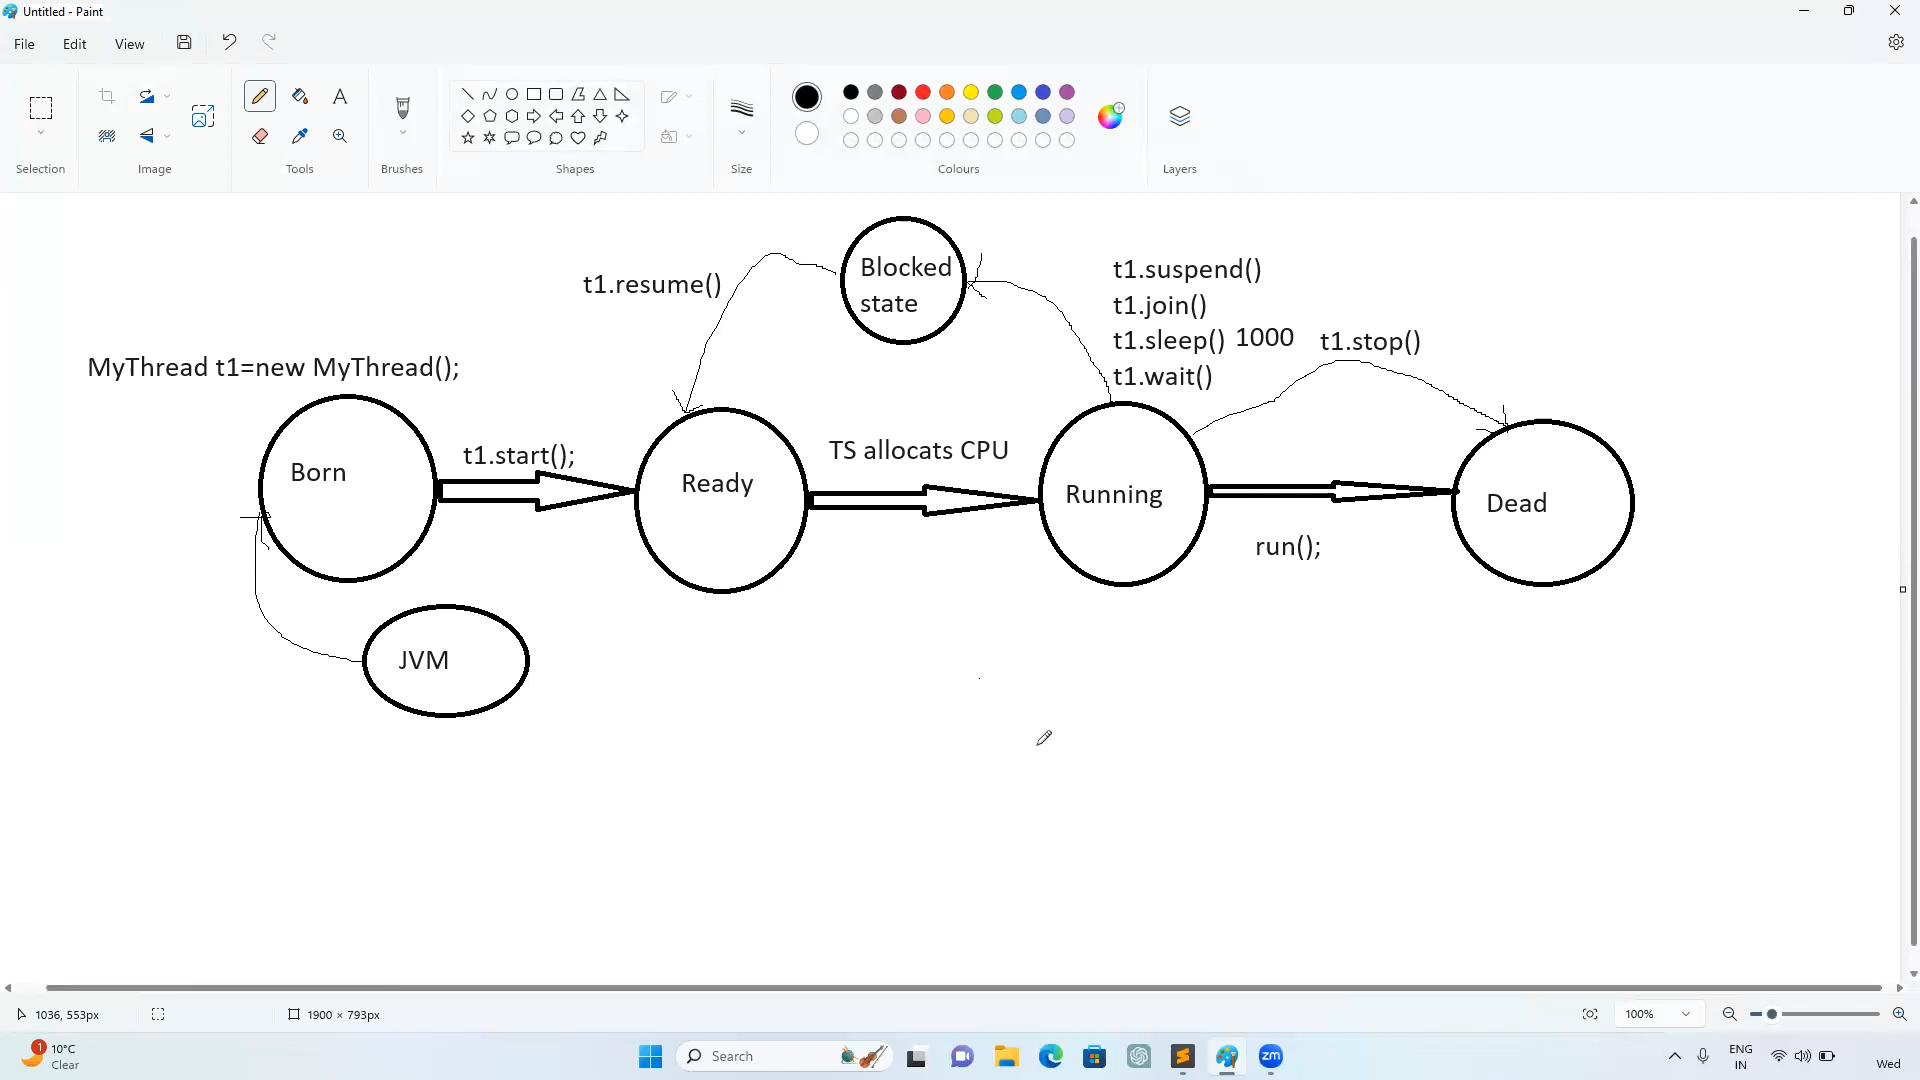 Untitled - Paint
File
Edit
View
Selection
Image
Tools
Brushes
Shapes
Size
Colours
Layers
Blocked
state
t1.resume()
t1.suspend()
t1.join()
t1.sleep() 1000
t1.wait()
t1.stop()
MyThread t1=new MyThread();
t1.start();
TS allocats CPU
Born
Ready
Running
Dead
run();
JVM
1036, 553px
1900 × 793px
100%
1
10°C
Clear
Search
zm
ENG
IN
Wed